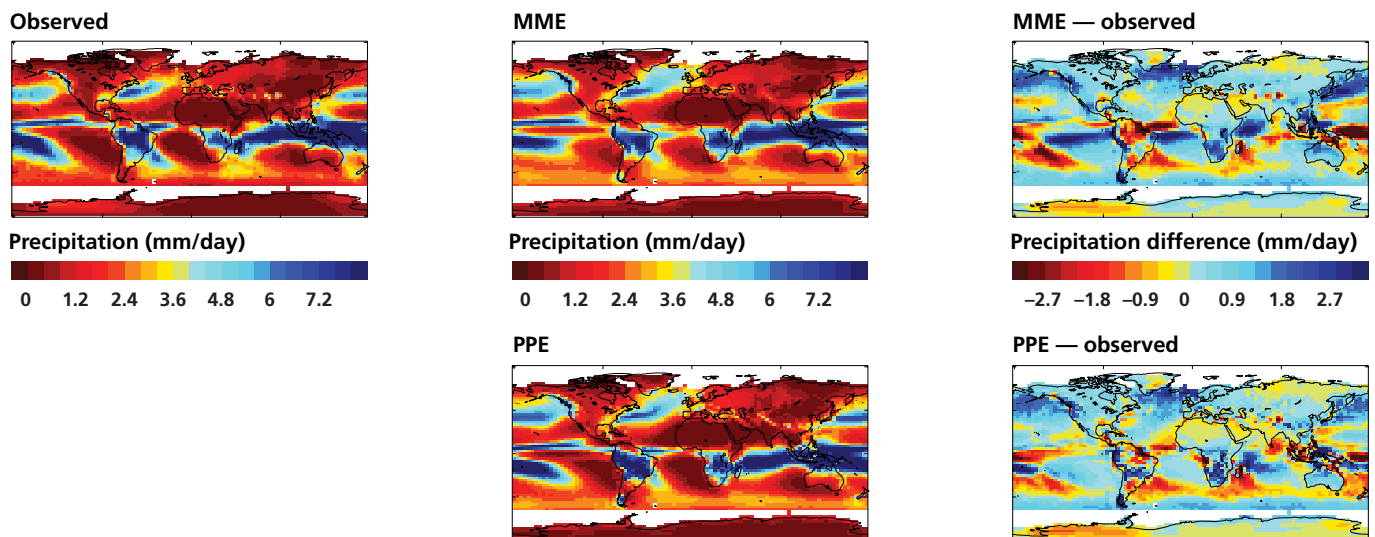 Observed
MME
MME — observed
Precipitation (mm/day)
0 1.2 2.4 3.6 4.8 6 7.2
Precipitation (mm/day)
0 1.2 2.4 3.6 4.8 6 7.2
Precipitation difference (mm/day)
−2.7 −1.8 −0.9 0 0.9 1.8 2.7
PPE
PPE — observed